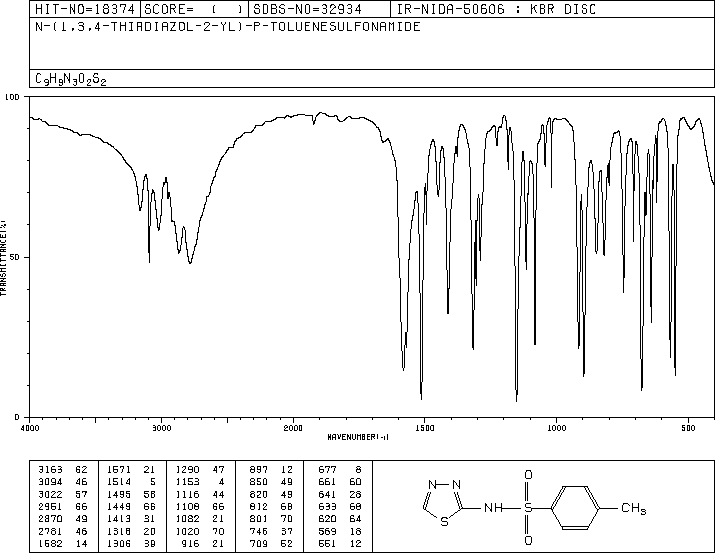 HIT-NO=18374 SCORE= ( ) SDBS-NO=32934 IR-NIDA-50606 : KBR DISC
N-(1,3,4-THIADIAZOL-2-YL)-P-TOLUENESULFONAMIDE
C9H9N3O2S2
100
50
0
TRANSMITTANCE(%)
4000 3000 2000 1500 1000 500
WAVENUMBER(-1)
3163 62 1571 21 1290 47 897 12 677 8
3094 46 1514 5 1153 4 850 49 661 60
3022 57 1495 58 1116 44 820 49 641 28
2951 66 1449 66 1108 66 812 68 633 68
2870 49 1413 31 1082 21 801 70 620 64
2781 46 1318 20 1020 70 746 37 569 18
1582 14 1306 39 916 21 709 52 551 12
N N
S
NH
O
S
O
CH3